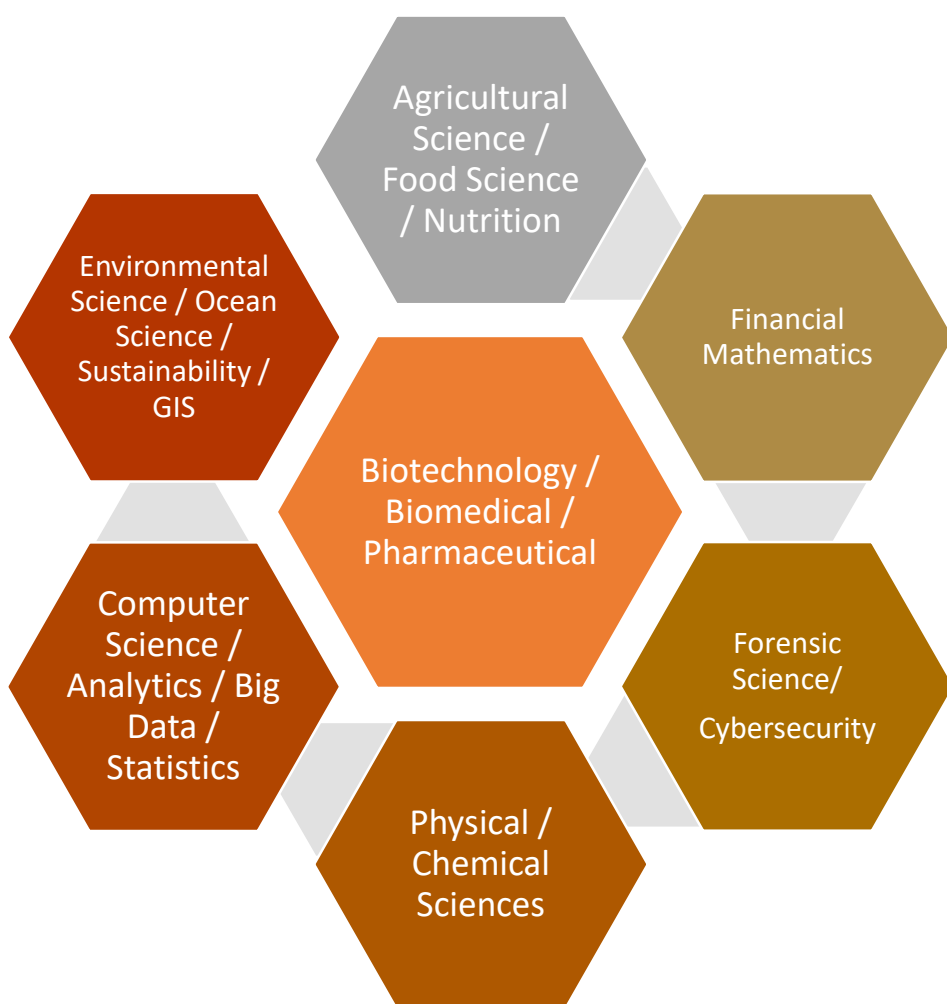 Agricultural
Science /
Food Science
/ Nutrition
Environmental
Science / Ocean
Science /
Sustainability /
GIS
Financial
Mathematics
Biotechnology /
Biomedical /
Pharmaceutical
Computer
Science /
Analytics / Big
Data /
Statistics
Forensic
Science/
Cybersecurity
Physical /
Chemical
Sciences